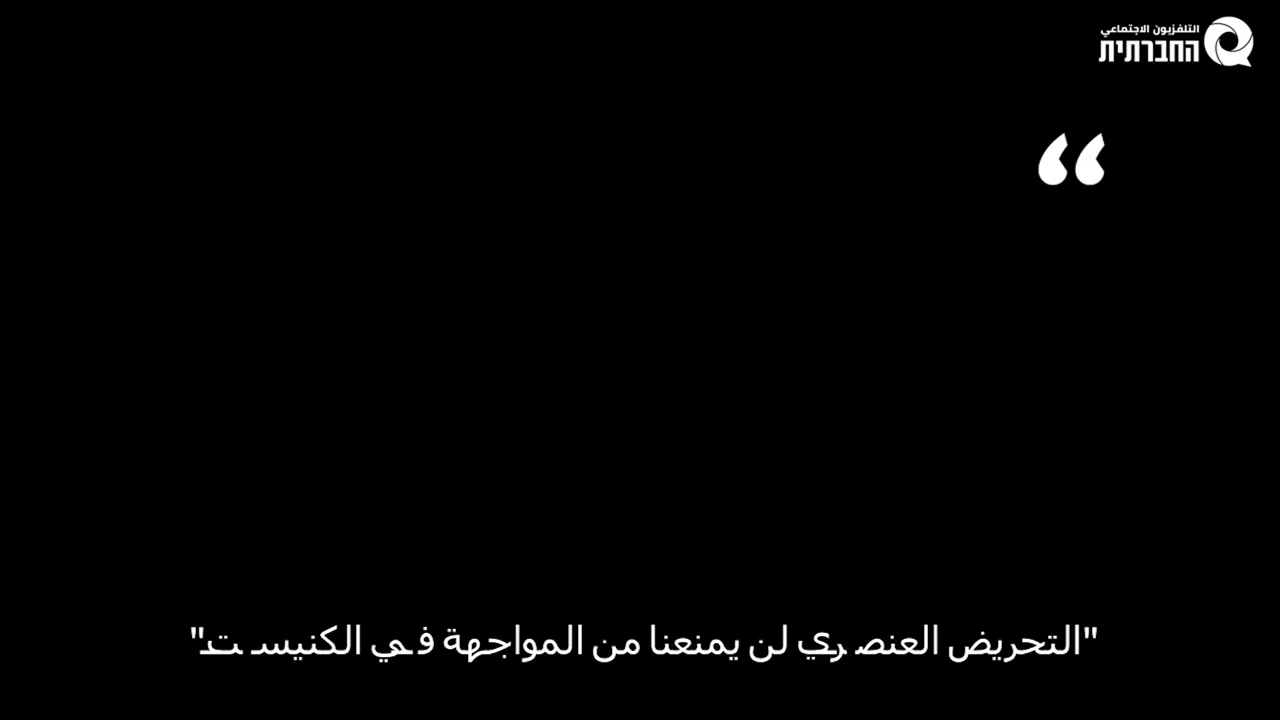 التلفزيون الاجتماعي
החברתית
“
"التحريض العنصري لن يمنعنا من المواجهة في الكنيست"